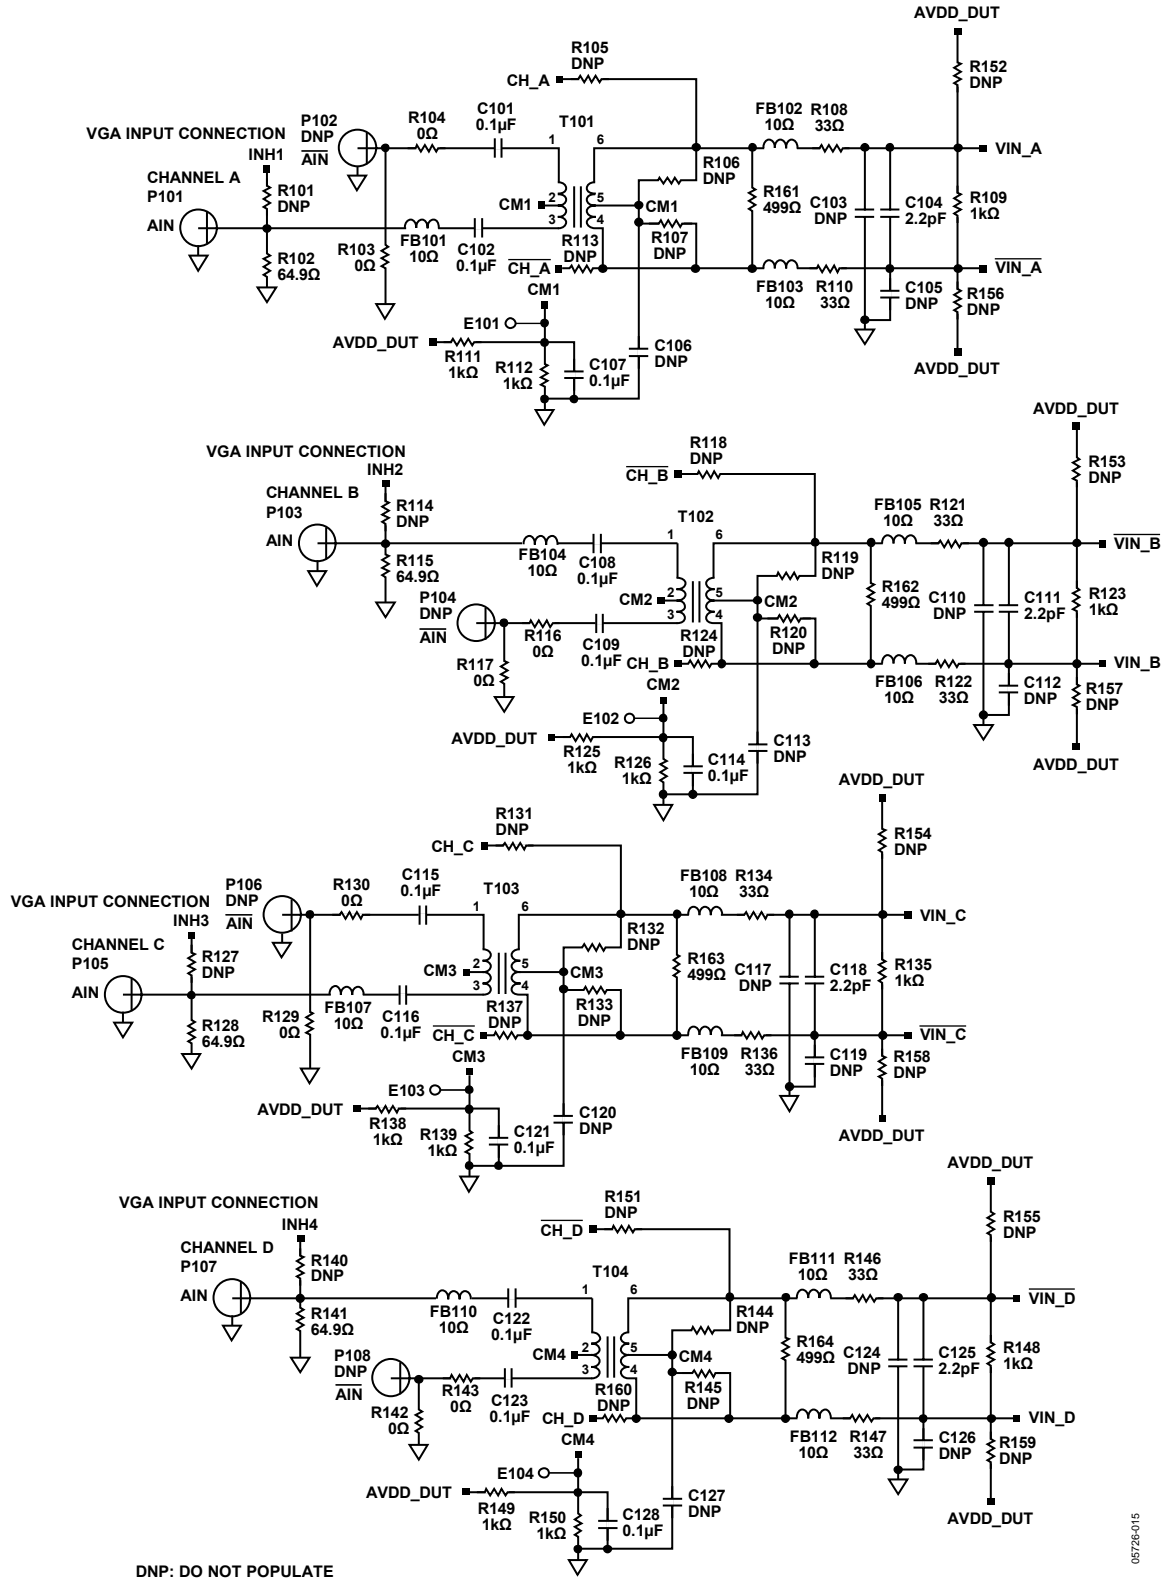 AVDD_DUT
R105
DNP
CH_A
R152
DNP
VGA INPUT CONNECTION
INH1
P102
DNP
AIN
R104
0Ω
C101
0.1µF
T101
1
2
3
6
5
4
FB102
10Ω
R108
33Ω
VIN_A
CHANNEL A
P101
AIN
R101
DNP
R102
64.9Ω
R103
0Ω
FB101
10Ω
C102
0.1µF
CM1
CM1
R106
DNP
R107
DNP
R113
DNP
CH_A
R161
499Ω
C103
DNP
C104
2.2pF
R109
1kΩ
FB103
10Ω
R110
33Ω
C105
DNP
VIN_A
R156
DNP
AVDD_DUT
CM1
E101
AVDD_DUT
R111
1kΩ
R112
1kΩ
C107
0.1µF
C106
DNP
AVDD_DUT
R118
DNP
CH_B
R153
DNP
VGA INPUT CONNECTION
INH2
CHANNEL B
P103
AIN
R114
DNP
R115
64.9Ω
FB104
10Ω
C108
0.1µF
T102
1
2
3
6
5
4
FB105
10Ω
R121
33Ω
VIN_B
P104
DNP
AIN
R116
0Ω
R117
0Ω
C109
0.1µF
CM2
CM2
R119
DNP
R120
DNP
R124
DNP
CH_B
R162
499Ω
C110
DNP
C111
2.2pF
R123
1kΩ
FB106
10Ω
R122
33Ω
C112
DNP
VIN_B
R157
DNP
AVDD_DUT
CM2
E102
AVDD_DUT
R125
1kΩ
R126
1kΩ
C114
0.1µF
C113
DNP
AVDD_DUT
R131
DNP
CH_C
R154
DNP
VGA INPUT CONNECTION
INH3
P106
DNP
AIN
R130
0Ω
C115
0.1µF
T103
1
2
3
6
5
4
FB108
10Ω
R134
33Ω
VIN_C
CHANNEL C
P105
AIN
R127
DNP
R128
64.9Ω
R129
0Ω
FB107
10Ω
C116
0.1µF
CM3
CM3
R132
DNP
R133
DNP
R137
DNP
CH_C
R163
499Ω
C117
DNP
C118
2.2pF
R135
1kΩ
FB109
10Ω
R136
33Ω
C119
DNP
VIN_C
R158
DNP
AVDD_DUT
CM3
E103
AVDD_DUT
R138
1kΩ
R139
1kΩ
C121
0.1µF
C120
DNP
AVDD_DUT
R151
DNP
CH_D
R155
DNP
VGA INPUT CONNECTION
INH4
CHANNEL D
P107
AIN
R140
DNP
R141
64.9Ω
FB110
10Ω
C122
0.1µF
T104
1
2
3
6
5
4
FB111
10Ω
R146
33Ω
VIN_D
P108
DNP
AIN
R143
0Ω
R142
0Ω
C123
0.1µF
CM4
CM4
R144
DNP
R145
DNP
R160
DNP
CH_D
R164
499Ω
C124
DNP
C125
2.2pF
R148
1kΩ
FB112
10Ω
R147
33Ω
C126
DNP
VIN_D
R159
DNP
AVDD_DUT
CM4
E104
AVDD_DUT
R149
1kΩ
R150
1kΩ
C128
0.1µF
C127
DNP
DNP: DO NOT POPULATE
05726-015